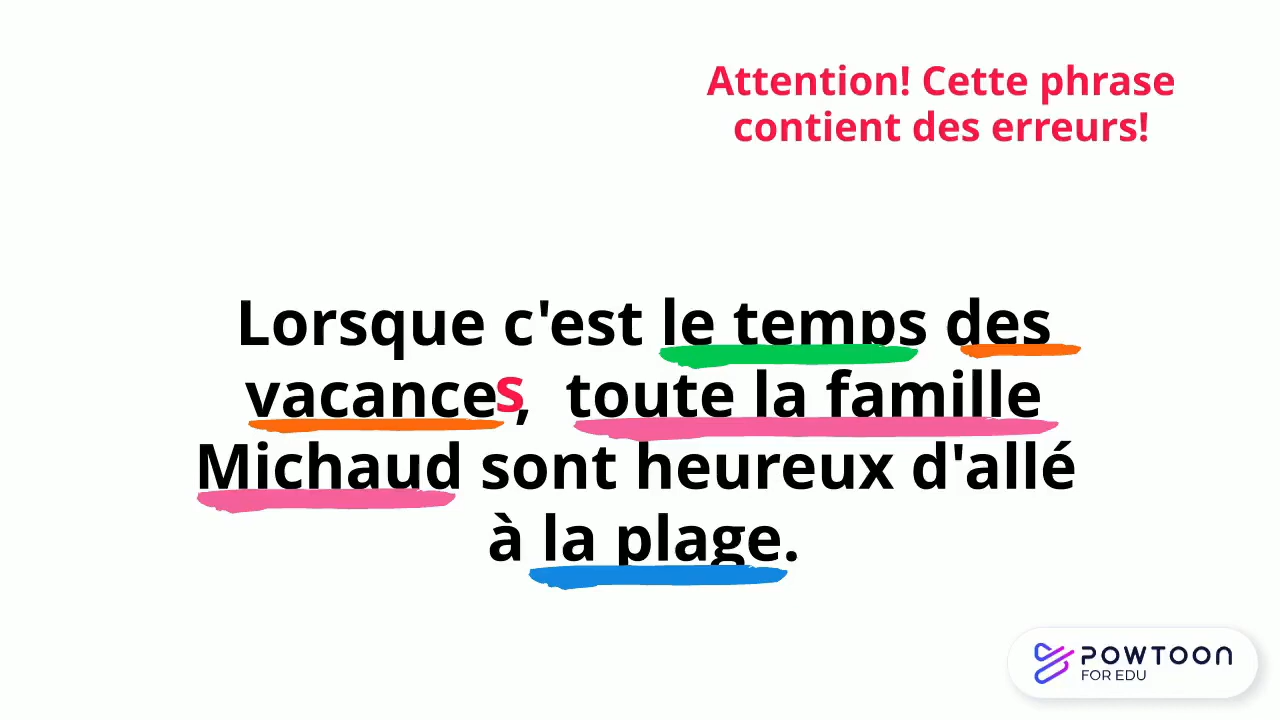 Attention! Cette phrase
contient des erreurs!
Lorsque c'est le temps des
vacances, toute la famille
Michaud sont heureux d'allé
à la plage.
POWTOON
FOR EDU